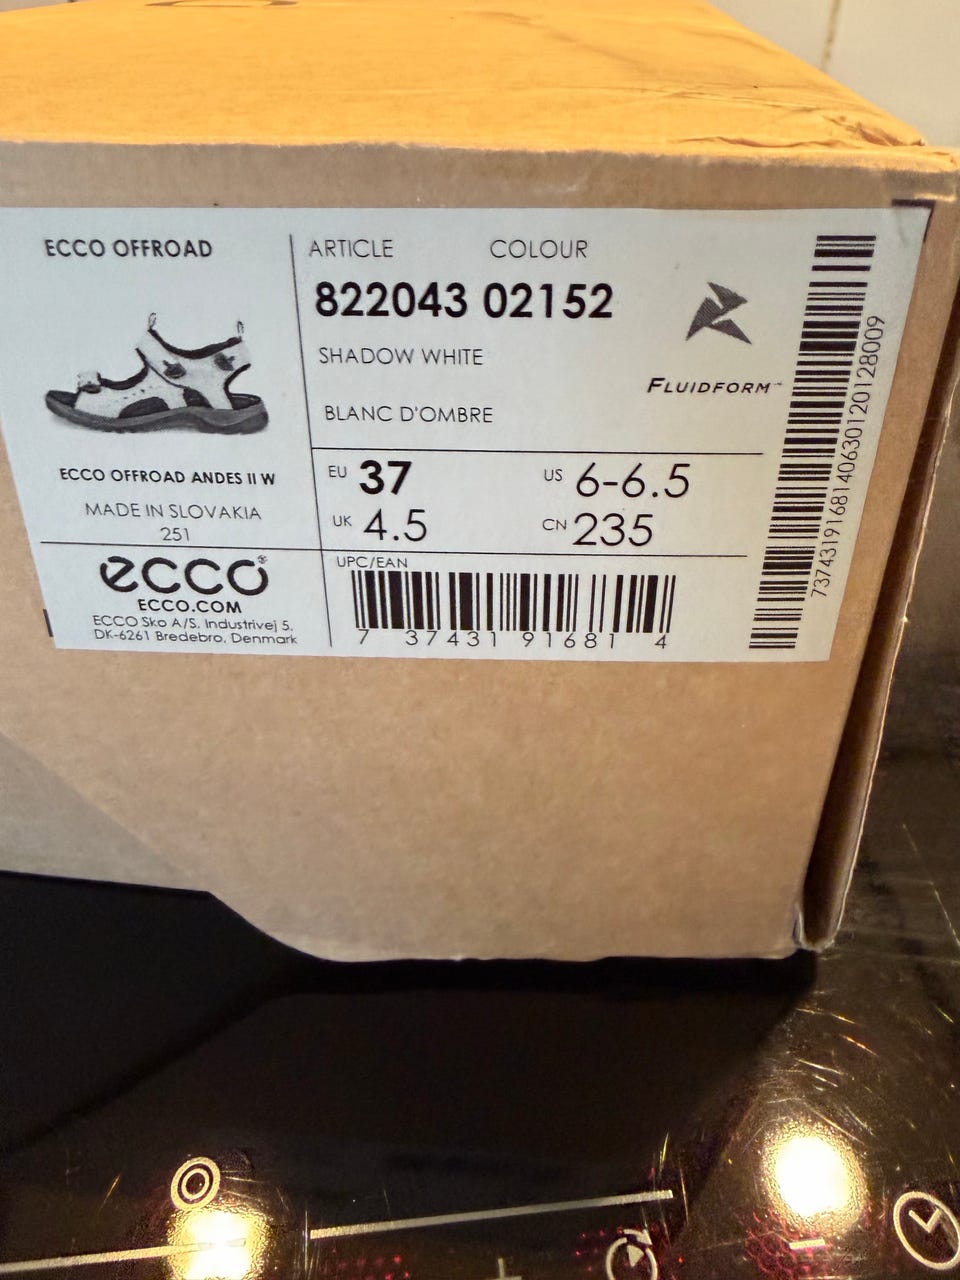 ECCO OFFROAD
ECCO OFFROAD ANDES II W
MADE IN SLOVAKIA
251
ARTICLE COLOUR
822043 02152
SHADOW WHITE
BLANC D'OMBRE
FLUIDFORM™
EU 37 US 6-6.5
UK 4.5 CN 235
ecco®
ECCO.COM
ECCO Sko A/S, Industrivej 5,
DK-6261 Bredebro, Denmark
UPC/EAN
7 37431 91681 4
737431916814063012012800​9